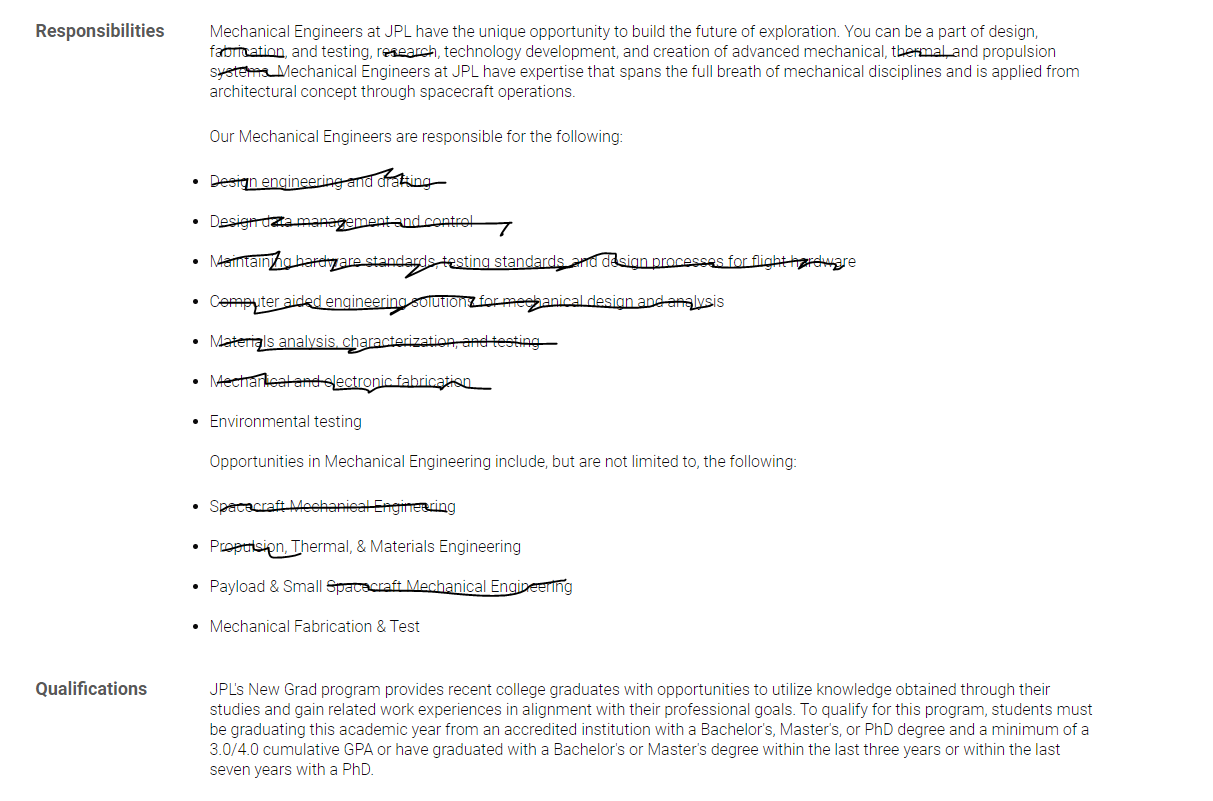 Responsibilities
Mechanical Engineers at JPL have the unique opportunity to build the future of exploration. You can be a part of design,
fabrication, and testing, research, technology development, and creation of advanced mechanical, thermal, and propulsion
systems. Mechanical Engineers at JPL have expertise that spans the full breath of mechanical disciplines and is applied from
architectural concept through spacecraft operations.
Our Mechanical Engineers are responsible for the following:
• Design engineering and drafting
• Design data management and control
• Maintaining hardware standards, testing standards, and design processes for flight hardware
• Computer aided engineering solutions for mechanical design and analysis
• Materials analysis, characterization, and testing
• Mechanical and electronic fabrication
• Environmental testing
Opportunities in Mechanical Engineering include, but are not limited to, the following:
• Spacecraft Mechanical Engineering
• Propulsion, Thermal, & Materials Engineering
• Payload & Small Spacecraft Mechanical Engineering
• Mechanical Fabrication & Test
Qualifications
JPL's New Grad program provides recent college graduates with opportunities to utilize knowledge obtained through their
studies and gain related work experiences in alignment with their professional goals. To qualify for this program, students must
be graduating this academic year from an accredited institution with a Bachelor's, Master's, or PhD degree and a minimum of a
3.0/4.0 cumulative GPA or have graduated with a Bachelor's or Master's degree within the last three years or within the last
seven years with a PhD.